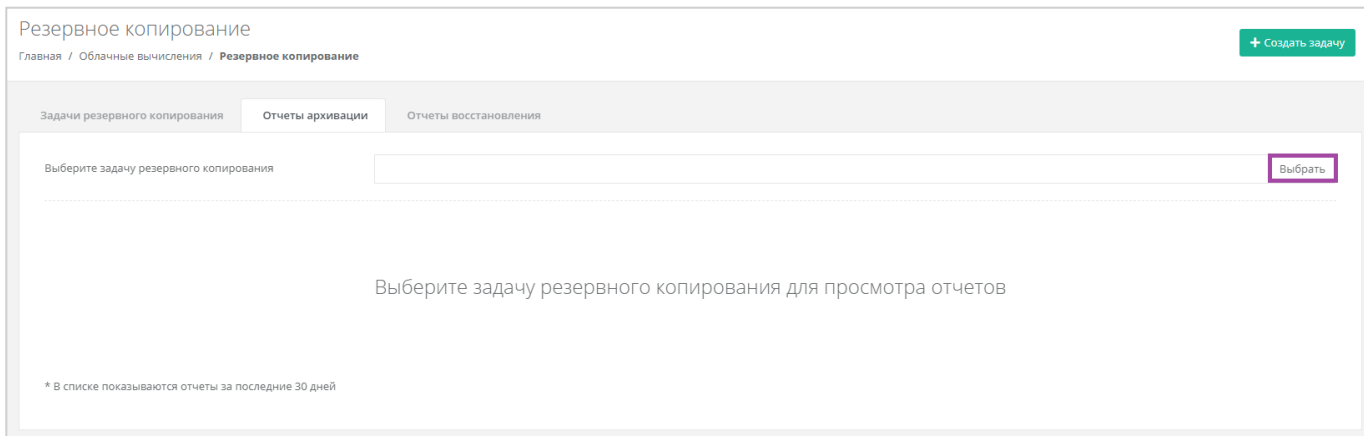 Резервное копирование
Главная / Облачные вычисления / Резервное копирование
+ Создать задачу
Задачи резервного копирования Отчеты архивации Отчеты восстановления
Выберите задачу резервного копирования Выбрать
Выберите задачу резервного копирования для просмотра отчетов
* В списке показываются отчеты за последние 30 дней